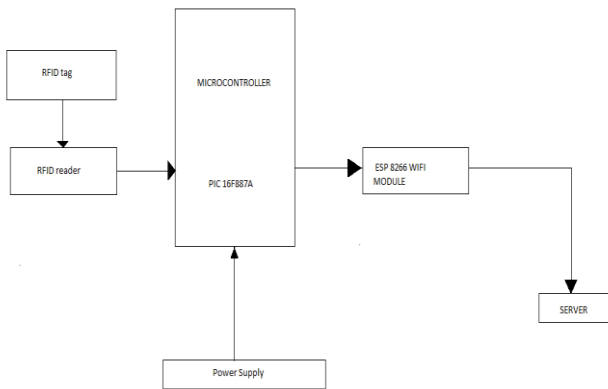 RFID tag
MICROCONTROLLER
RFID reader
PIC 16F887A
ESP 8266 WIFI
MODULE
SERVER
Power Supply